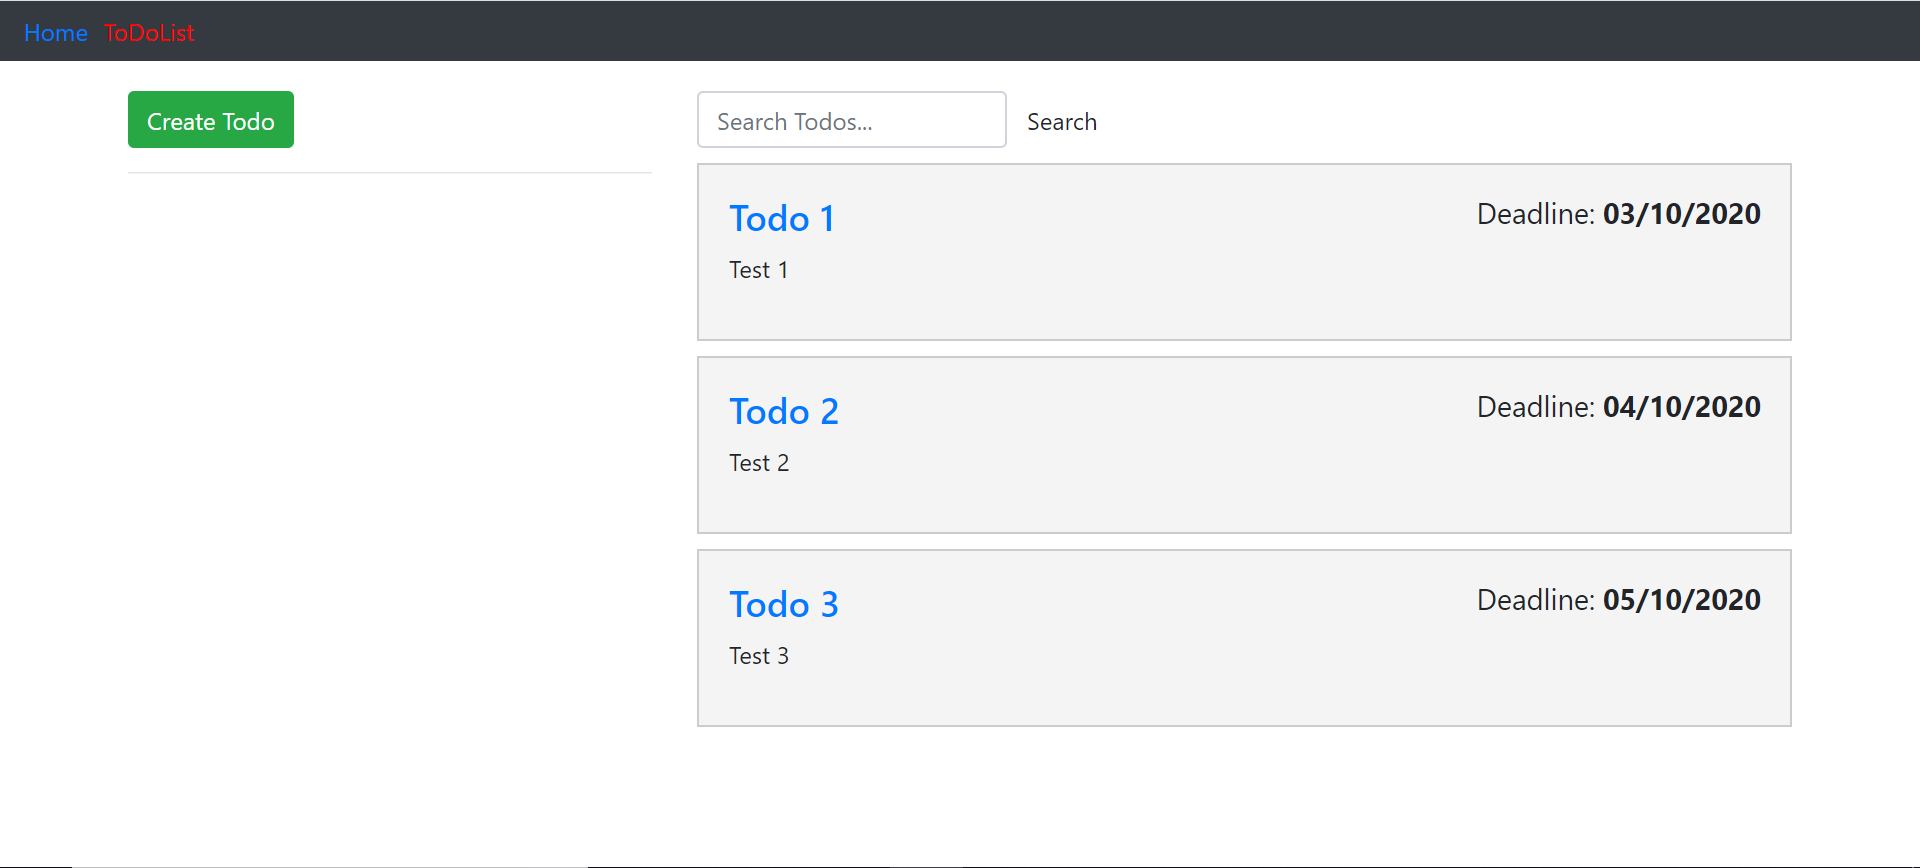 Home ToDoList
Create Todo
Search Todos... Search
Todo 1 Deadline: 03/10/2020
Test 1
Todo 2 Deadline: 04/10/2020
Test 2
Todo 3 Deadline: 05/10/2020
Test 3